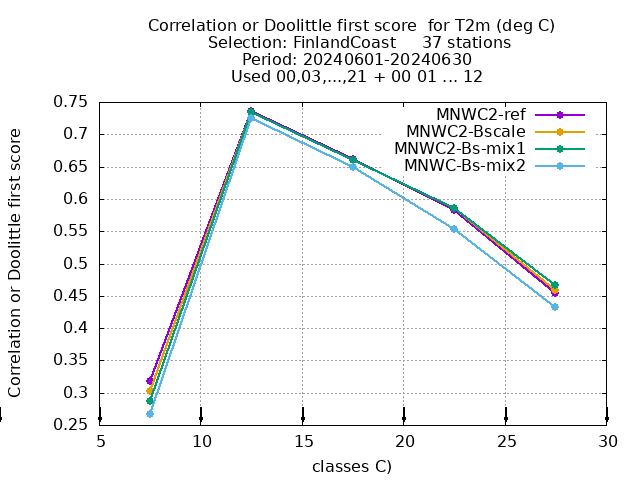 Correlation or Doolittle first score  for T2m (deg C)
Selection: FinlandCoast     37 stations
Period: 20240601-20240630
Used 00,03,...,21 + 00 01 ... 12
Correlation or Doolittle first score
0.75
0.7
0.65
0.6
0.55
0.5
0.45
0.4
0.35
0.3
0.25
MNWC2-ref
MNWC2-Bscale
MNWC2-Bs-mix1
MNWC-Bs-mix2
5 10 15 20 25 30
classes C)